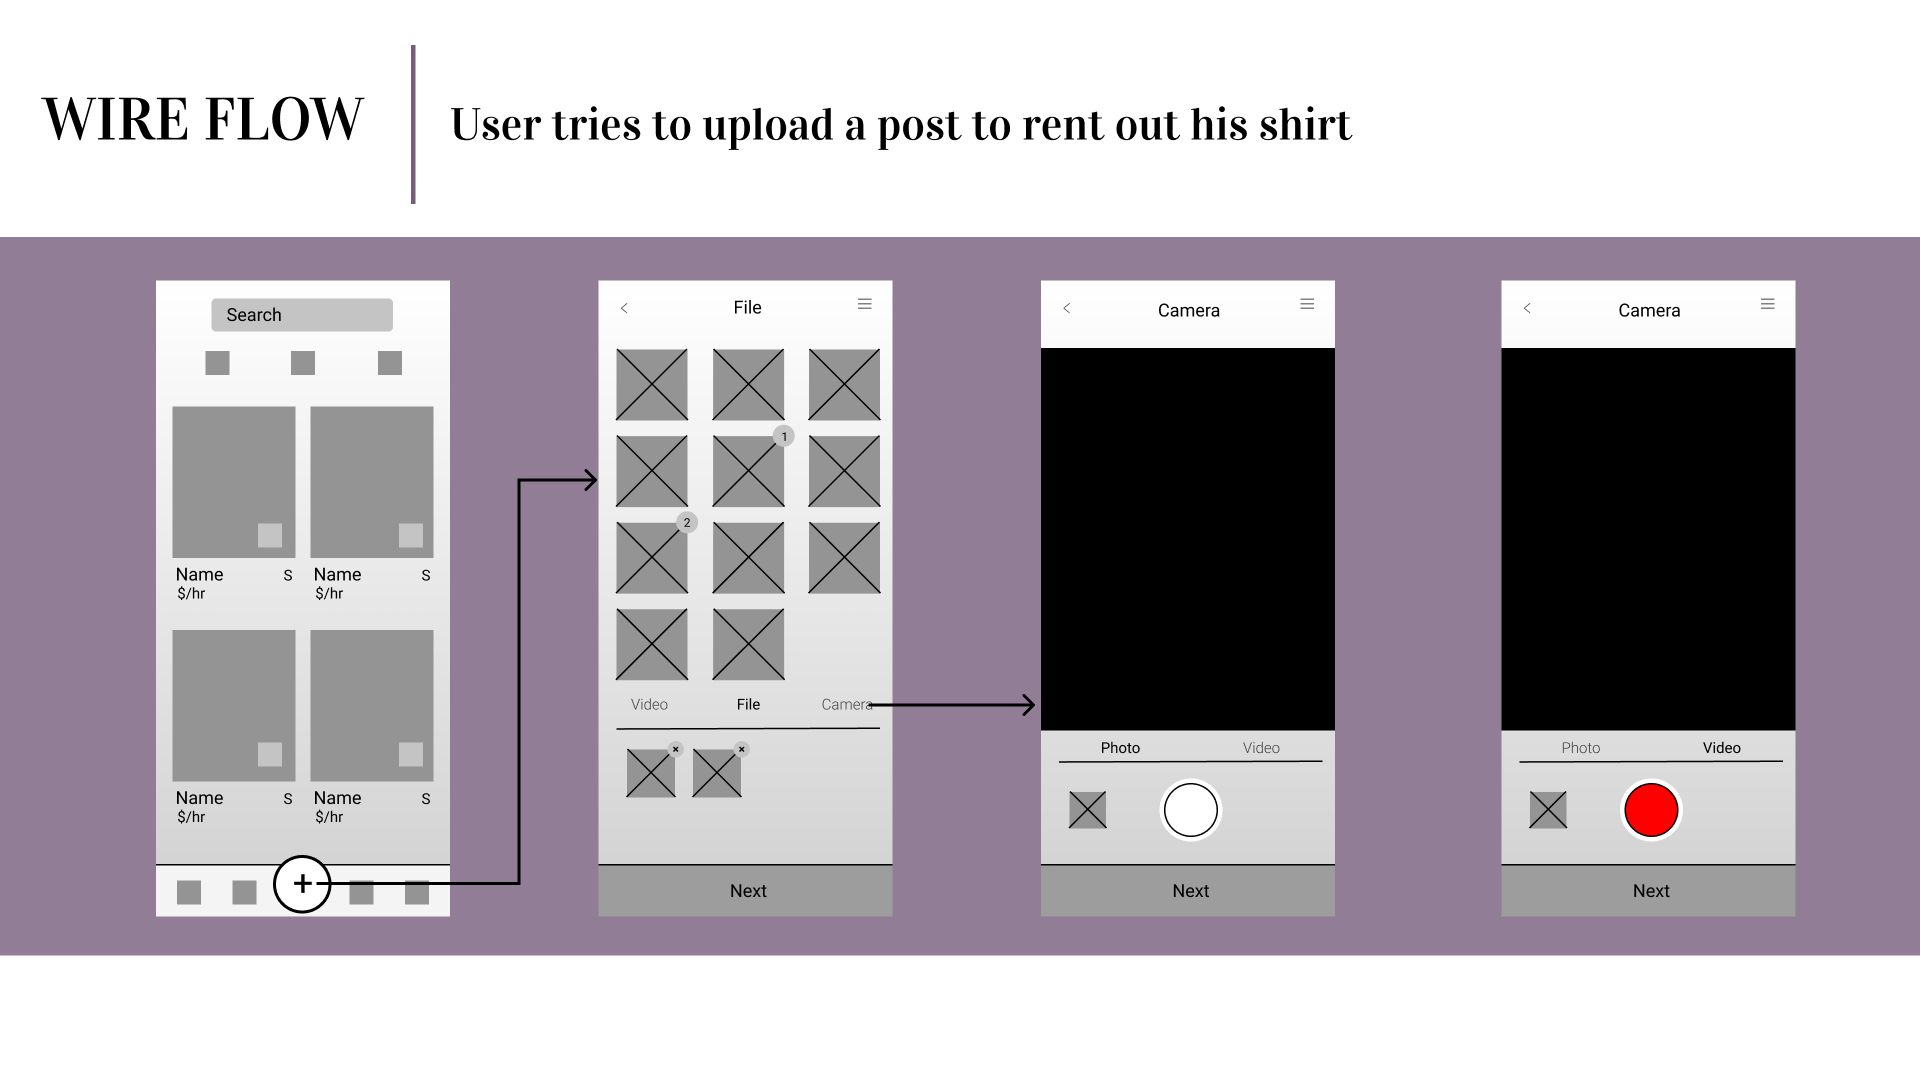 WIRE FLOW
User tries to upload a post to rent out his shirt
Search
Name S
$/hr
Name S
$/hr
Name S
$/hr
Name S
$/hr
+
< File
1
2
Video File Camera
× ×
Next
< Camera
Photo Video
Next
< Camera
Photo Video
Next